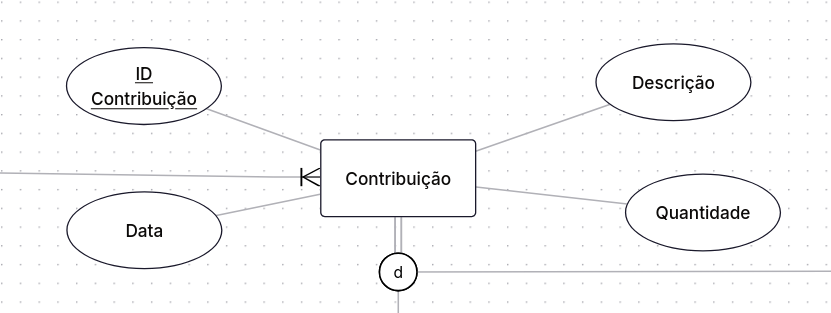 ID
Contribuição
Descrição
Contribuição
Quantidade
Data
d